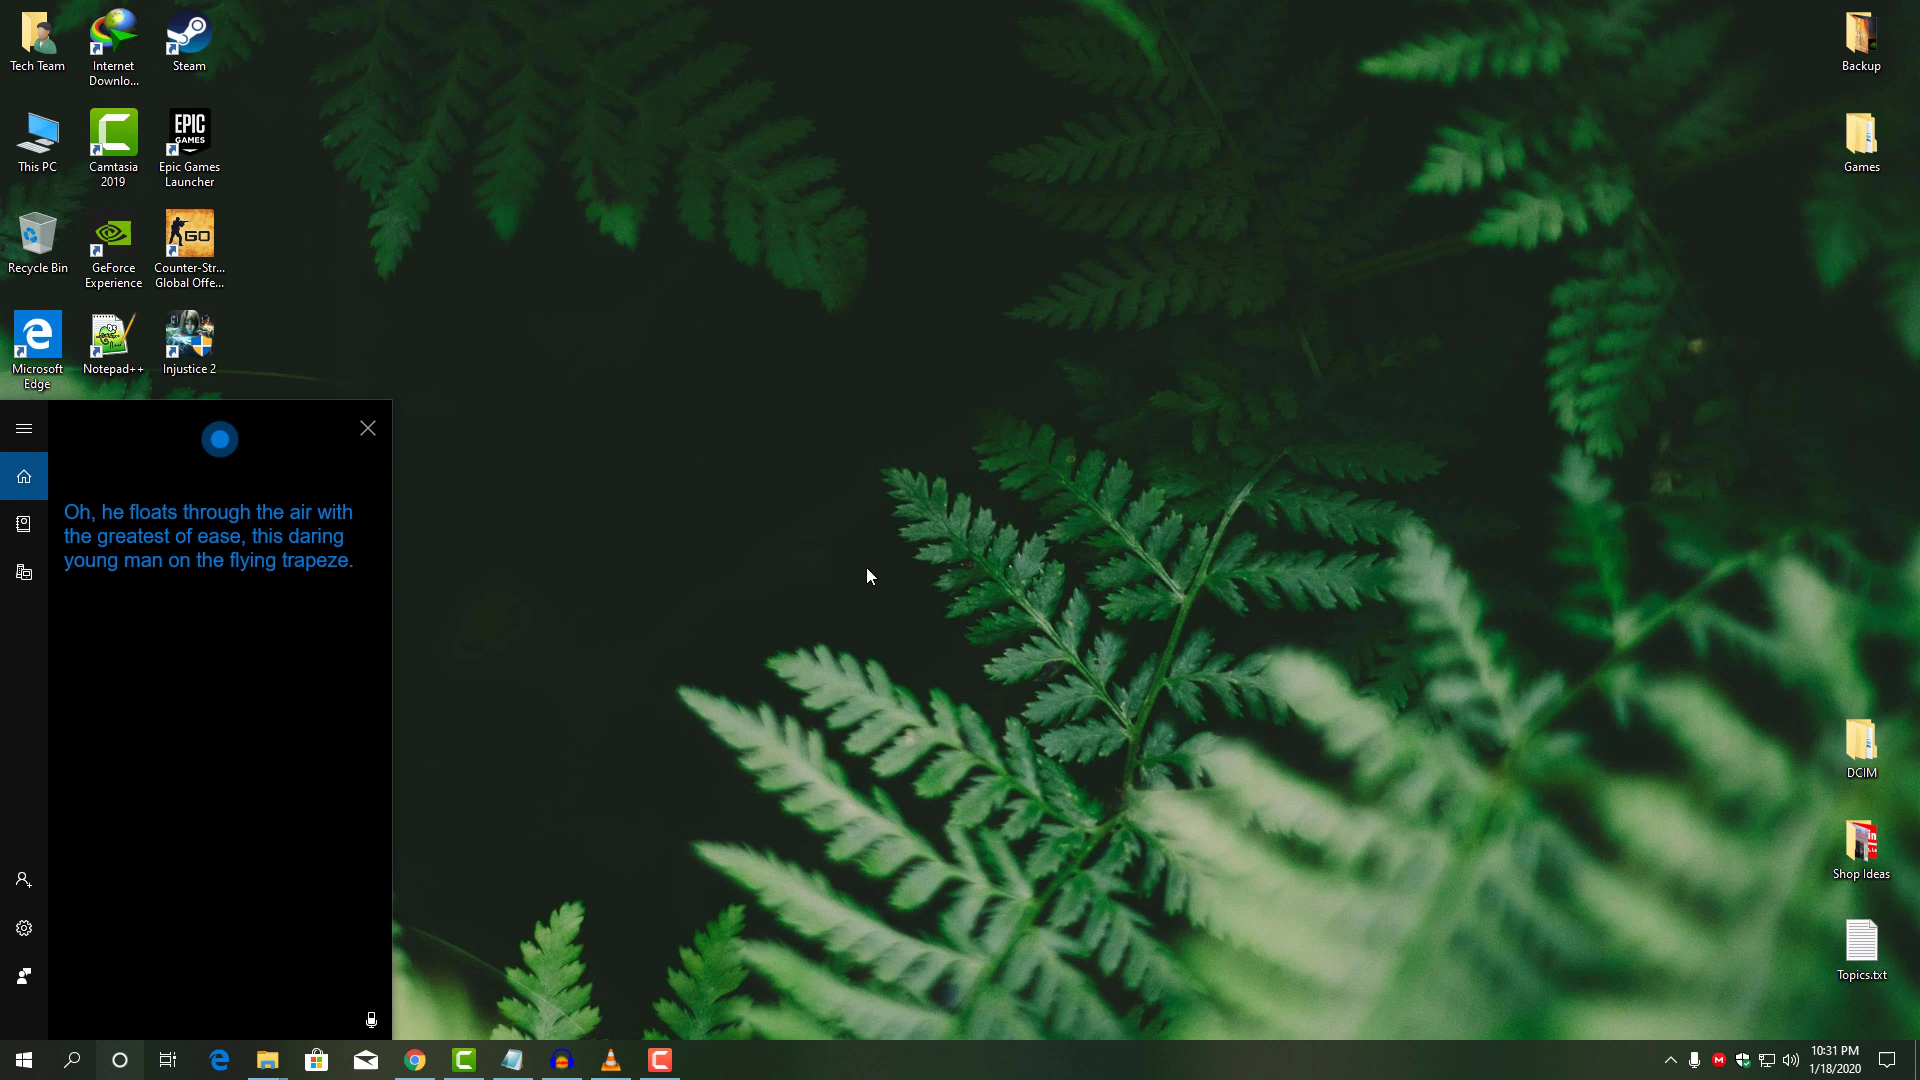 Tech Team
Internet
Downlo...
Steam
This PC
Camtasia
2019
EPIC
GAMES
Epic Games
Launcher
Recycle Bin
GeForce
Experience
GO
Counter-Str...
Global Offe...
Microsoft
Edge
Notepad++
Injustice 2
Backup
Games
Oh, he floats through the air with
the greatest of ease, this daring
young man on the flying trapeze.
DCIM
Shop Ideas
Topics.txt
10:31 PM
1/18/2020